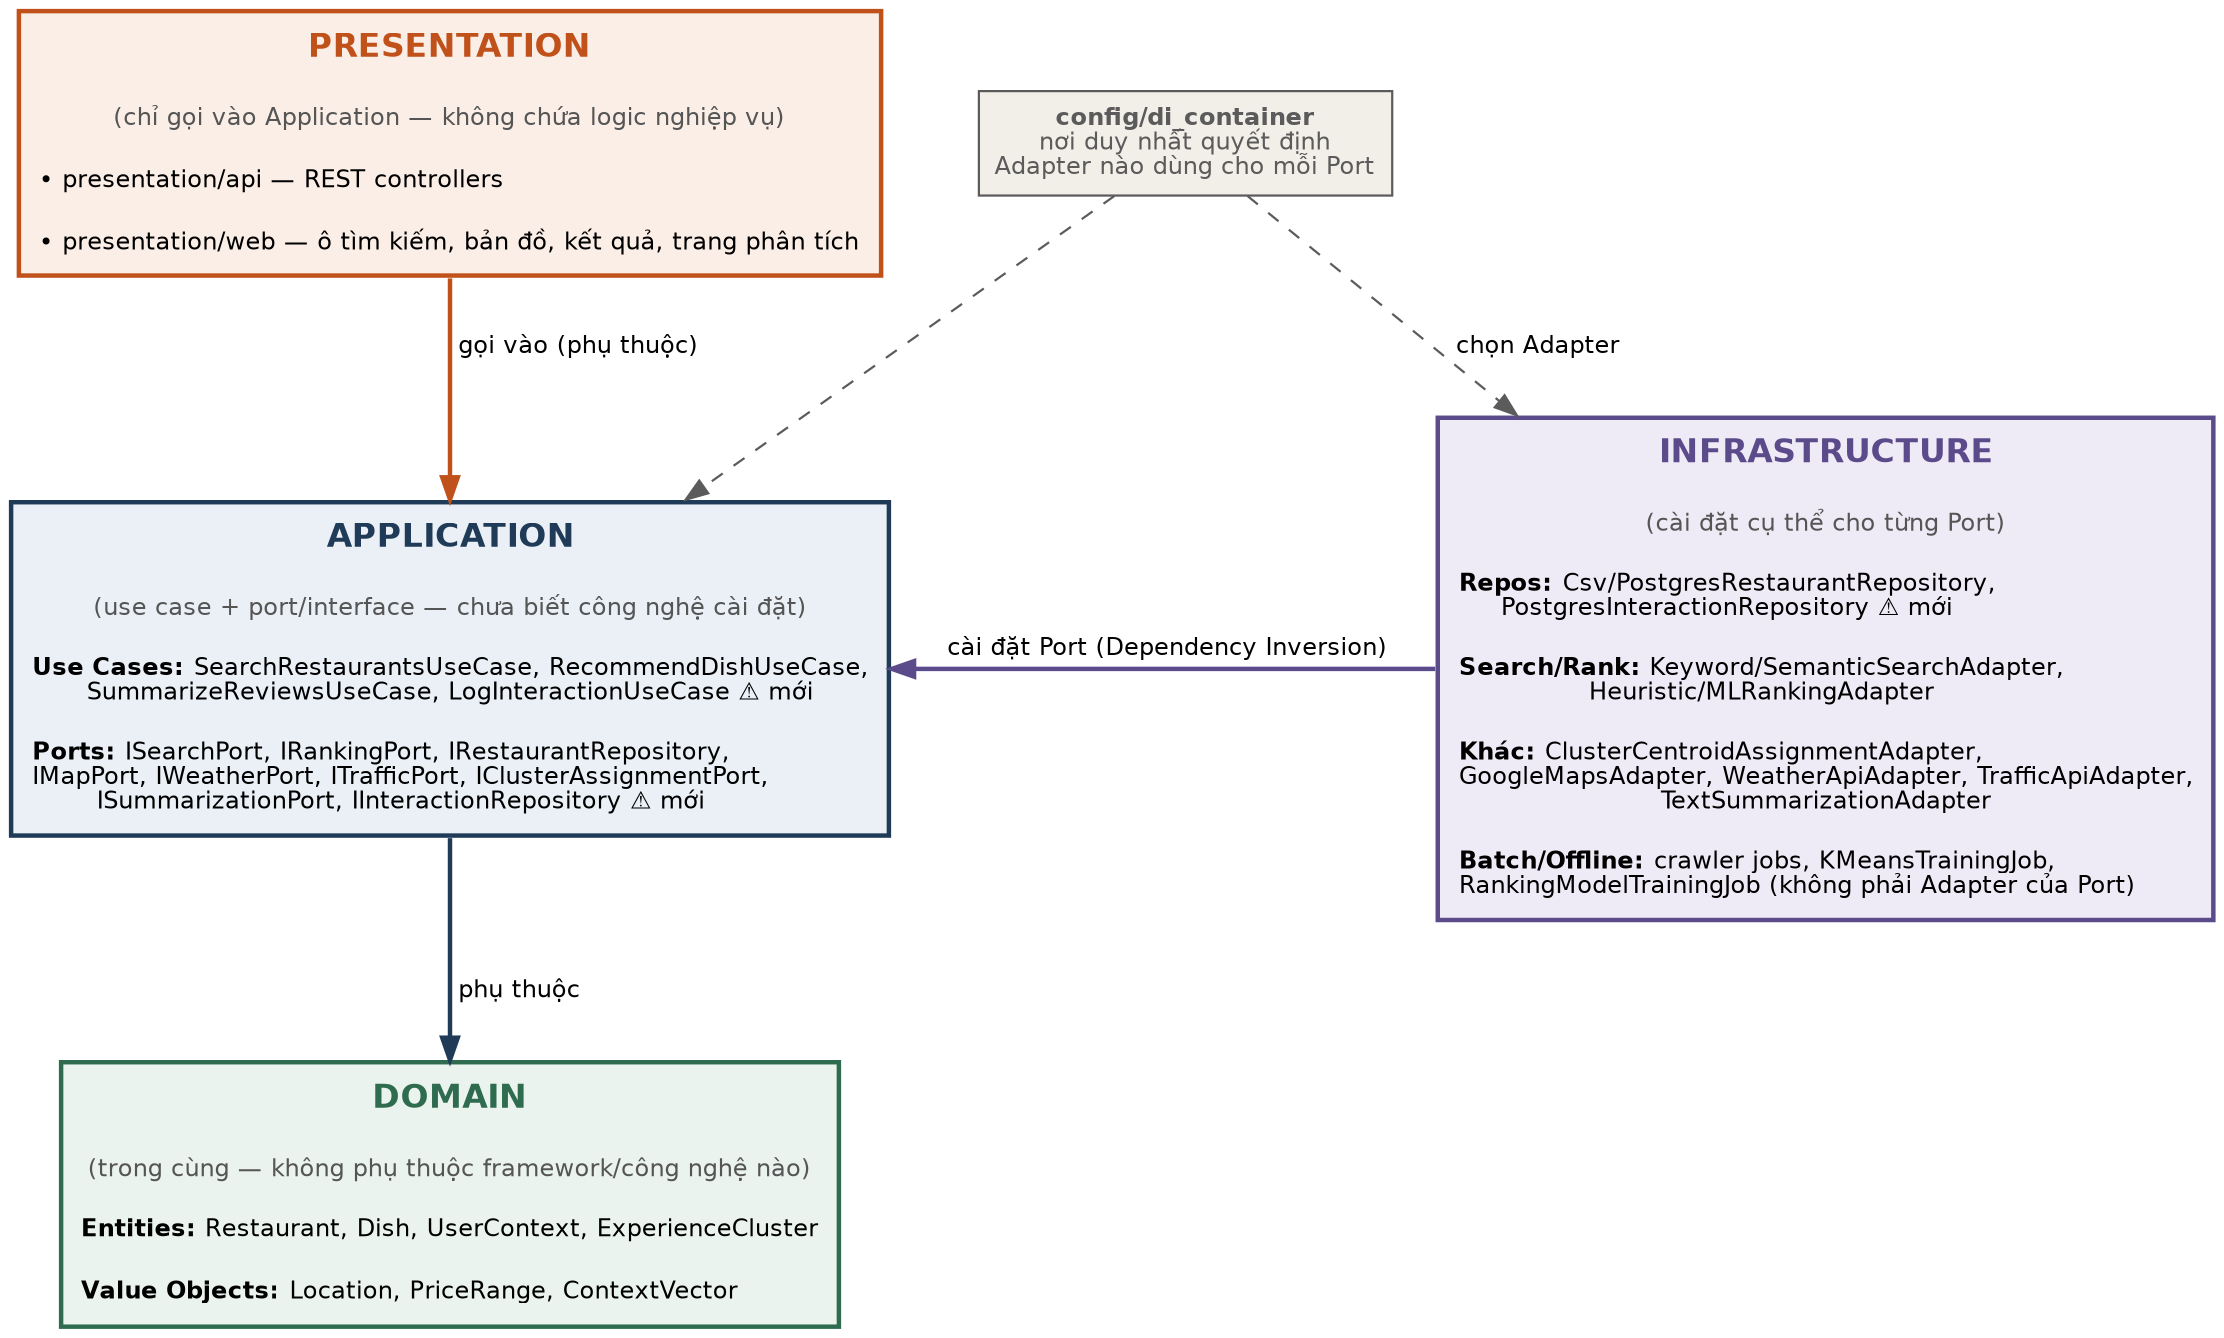 PRESENTATION
(chỉ gọi vào Application — không chứa logic nghiệp vụ)
• presentation/api — REST controllers
• presentation/web — ô tìm kiếm, bản đồ, kết quả, trang phân tích
config/di_container
nơi duy nhất quyết định
Adapter nào dùng cho mỗi Port
gọi vào (phụ thuộc)
chọn Adapter
APPLICATION
(use case + port/interface — chưa biết công nghệ cài đặt)
Use Cases: SearchRestaurantsUseCase, RecommendDishUseCase,
SummarizeReviewsUseCase, LogInteractionUseCase ⚠ mới
Ports: ISearchPort, IRankingPort, IRestaurantRepository,
IMapPort, IWeatherPort, ITrafficPort, IClusterAssignmentPort,
ISummarizationPort, IInteractionRepository ⚠ mới
cài đặt Port (Dependency Inversion)
INFRASTRUCTURE
(cài đặt cụ thể cho từng Port)
Repos: Csv/PostgresRestaurantRepository,
PostgresInteractionRepository ⚠ mới
Search/Rank: Keyword/SemanticSearchAdapter,
Heuristic/MLRankingAdapter
Khác: ClusterCentroidAssignmentAdapter,
GoogleMapsAdapter, WeatherApiAdapter, TrafficApiAdapter,
TextSummarizationAdapter
Batch/Offline: crawler jobs, KMeansTrainingJob,
RankingModelTrainingJob (không phải Adapter của Port)
phụ thuộc
DOMAIN
(trong cùng — không phụ thuộc framework/công nghệ nào)
Entities: Restaurant, Dish, UserContext, ExperienceCluster
Value Objects: Location, PriceRange, ContextVector